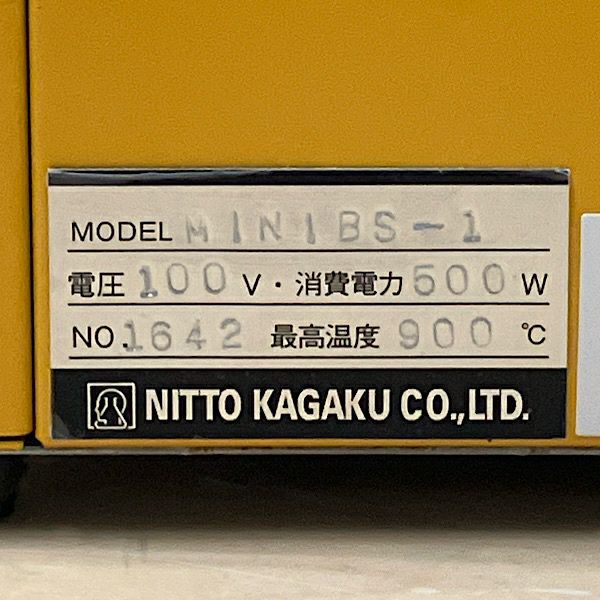 MODEL MINIBS-1
電圧 100 V・消費電力 500 W
NO. 1642 最高温度 900 ℃
NITTO KAGAKU CO.,LTD.